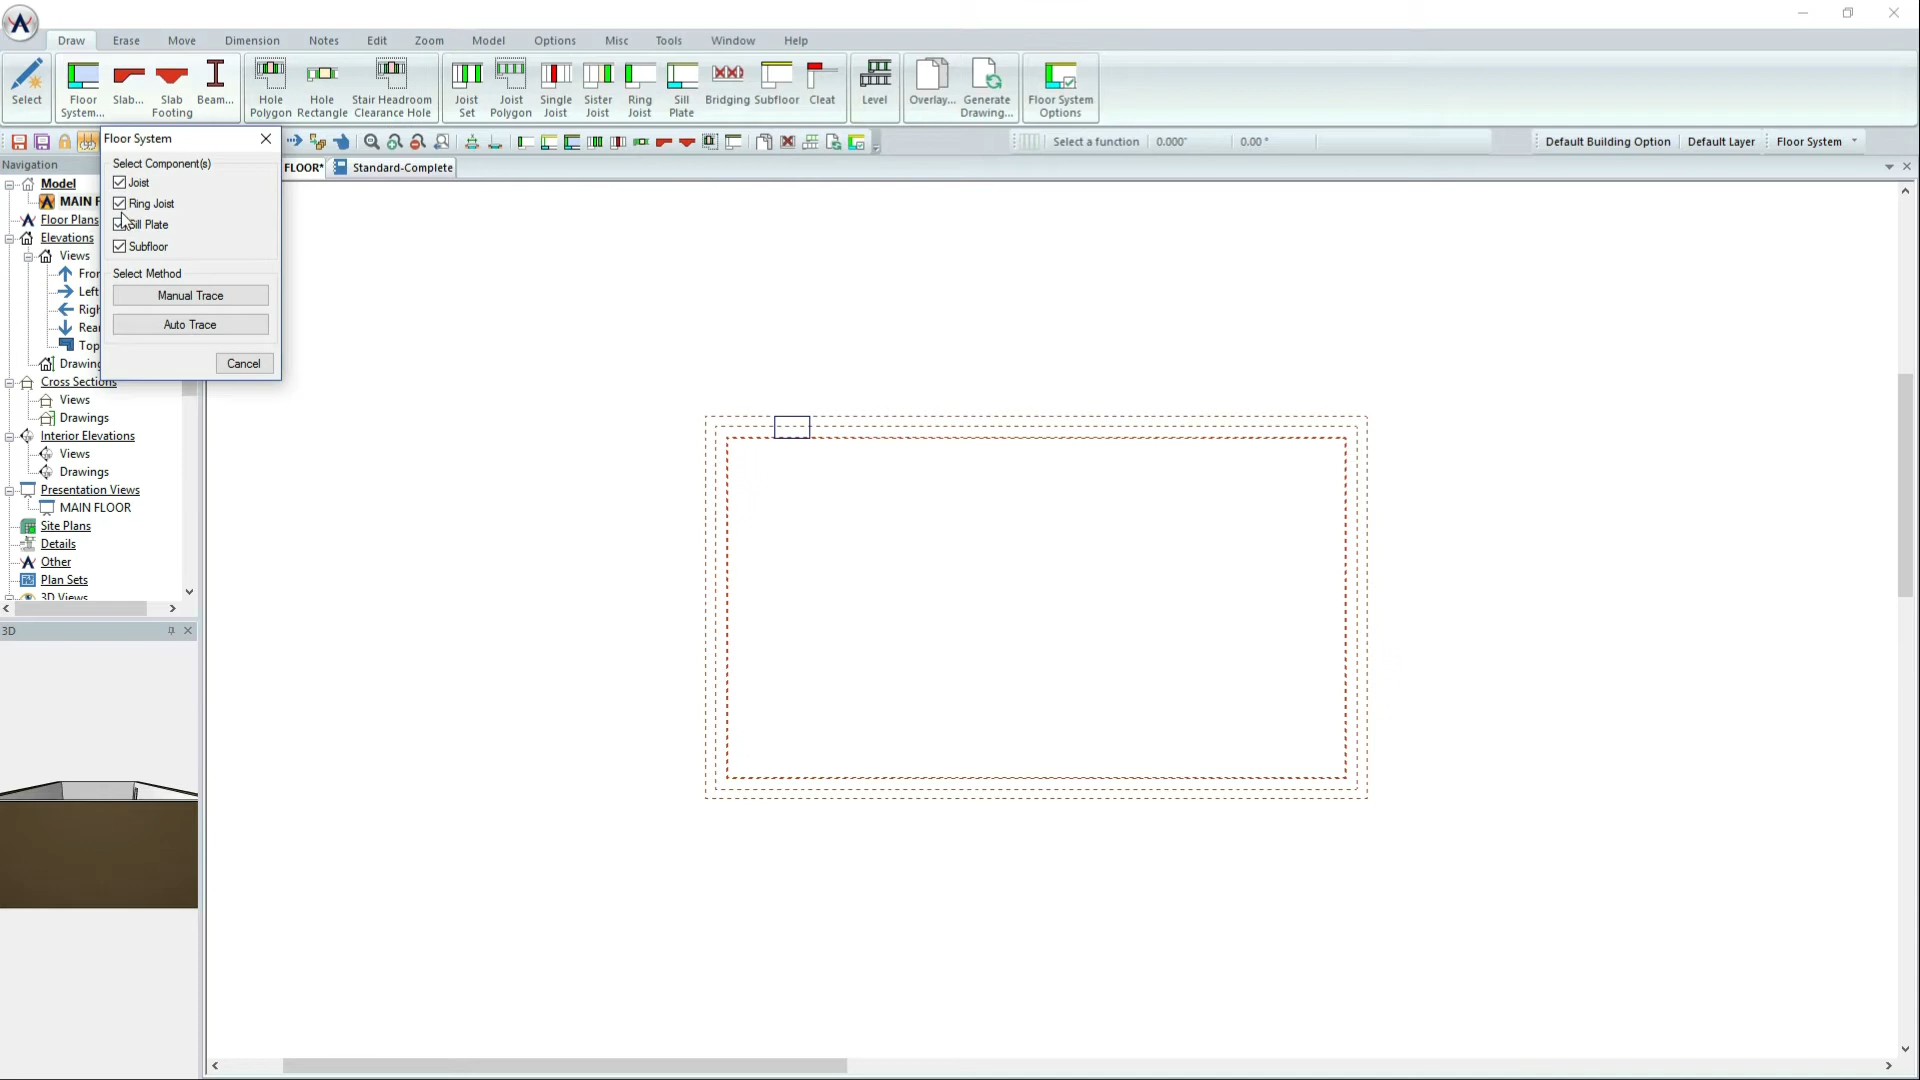 Draw Erase Move Dimension Notes Edit Zoom Model Options Misc Tools Window Help
Select
Floor System...
Slab...
Slab Footing
Beam...
Hole Polygon
Hole Rectangle
Stair Headroom Clearance Hole
Joist Set
Joist Polygon
Single Joist
Sister Joist
Ring Joist
Sill Plate
Bridging
Subfloor
Cleat
Level
Overlay...
Generate Drawing...
Floor System Options
Select a function 0.000" 0.00 °
Default Building Option Default Layer Floor System
FLOOR* Standard-Complete
Floor System
Select Component(s)
Joist
Ring Joist
Sill Plate
Subfloor
Select Method
Manual Trace
Auto Trace
Cancel
Navigation
Model
MAIN F
Floor Plans
Elevations
Views
Fron
Left
Righ
Rear
Top
Drawing
Cross Sections
Views
Drawings
Interior Elevations
Views
Drawings
Presentation Views
MAIN FLOOR
Site Plans
Details
Other
Plan Sets
3D Views
3D